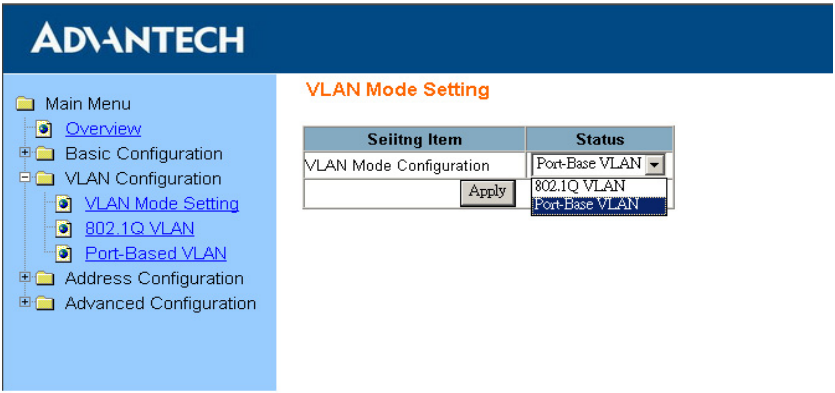 ADVANTECH
Main Menu
Overview
Basic Configuration
VLAN Configuration
VLAN Mode Setting
802.1Q VLAN
Port-Based VLAN
Address Configuration
Advanced Configuration
VLAN Mode Setting
Seiitng Item Status
VLAN Mode Configuration Port-Base VLAN
Apply
802.1Q VLAN
Port-Base VLAN